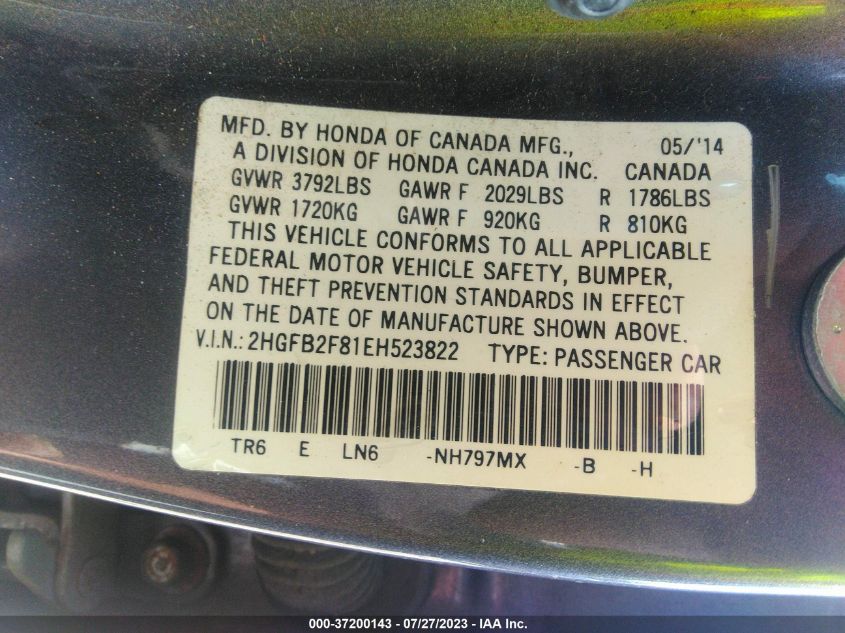 MFD. BY HONDA OF CANADA MFG., 05/'14
A DIVISION OF HONDA CANADA INC. CANADA
GVWR 3792LBS GAWR F 2029LBS R 1786LBS
GVWR 1720KG GAWR F 920KG R 810KG
THIS VEHICLE CONFORMS TO ALL APPLICABLE
FEDERAL MOTOR VEHICLE SAFETY, BUMPER,
AND THEFT PREVENTION STANDARDS IN EFFECT
ON THE DATE OF MANUFACTURE SHOWN ABOVE.
V.I.N.: 2HGFB2F81EH523822 TYPE: PASSENGER CAR
TR6 E LN6 -NH797MX -B -H
000-37200143 / 07/27/2023 - IAA Inc.